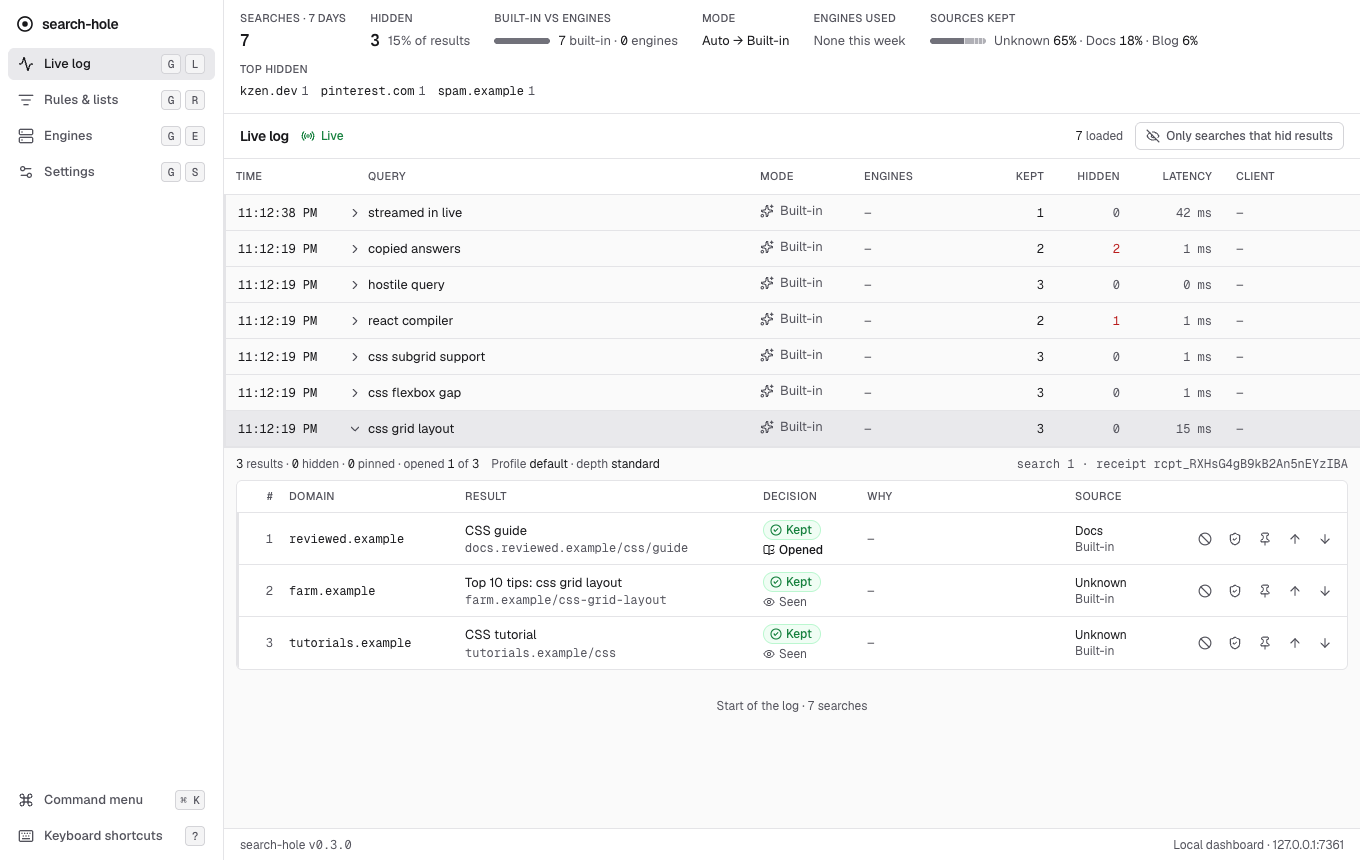 search-hole
Live log G L
Rules & lists G R
Engines G E
Settings G S
Command menu ⌘ K
Keyboard shortcuts ?
SEARCHES · 7 DAYS
7
HIDDEN
3 15% of results
BUILT-IN VS ENGINES
7 built-in · 0 engines
MODE
Auto → Built-in
ENGINES USED
None this week
SOURCES KEPT
Unknown 65% · Docs 18% · Blog 6%
TOP HIDDEN
kzen.dev 1 pinterest.com 1 spam.example 1
Live log Live 7 loaded Only searches that hid results
TIME QUERY MODE ENGINES KEPT HIDDEN LATENCY CLIENT
11:12:38 PM streamed in live Built-in – 1 0 42 ms –
11:12:19 PM copied answers Built-in – 2 2 1 ms –
11:12:19 PM hostile query Built-in – 3 0 0 ms –
11:12:19 PM react compiler Built-in – 2 1 1 ms –
11:12:19 PM css subgrid support Built-in – 3 0 1 ms –
11:12:19 PM css flexbox gap Built-in – 3 0 1 ms –
11:12:19 PM css grid layout Built-in – 3 0 15 ms –
3 results · 0 hidden · 0 pinned · opened 1 of 3 Profile default · depth standard search 1 · receipt rcpt_RXHsG4gB9kB2An5nEYzIBA
# DOMAIN RESULT DECISION WHY SOURCE
1 reviewed.example CSS guide Kept – Docs
docs.reviewed.example/css/guide Opened Built-in
2 farm.example Top 10 tips: css grid layout Kept – Unknown
farm.example/css-grid-layout Seen Built-in
3 tutorials.example CSS tutorial Kept – Unknown
tutorials.example/css Seen Built-in
Start of the log · 7 searches
search-hole v0.3.0 Local dashboard · 127.0.0.1:7361